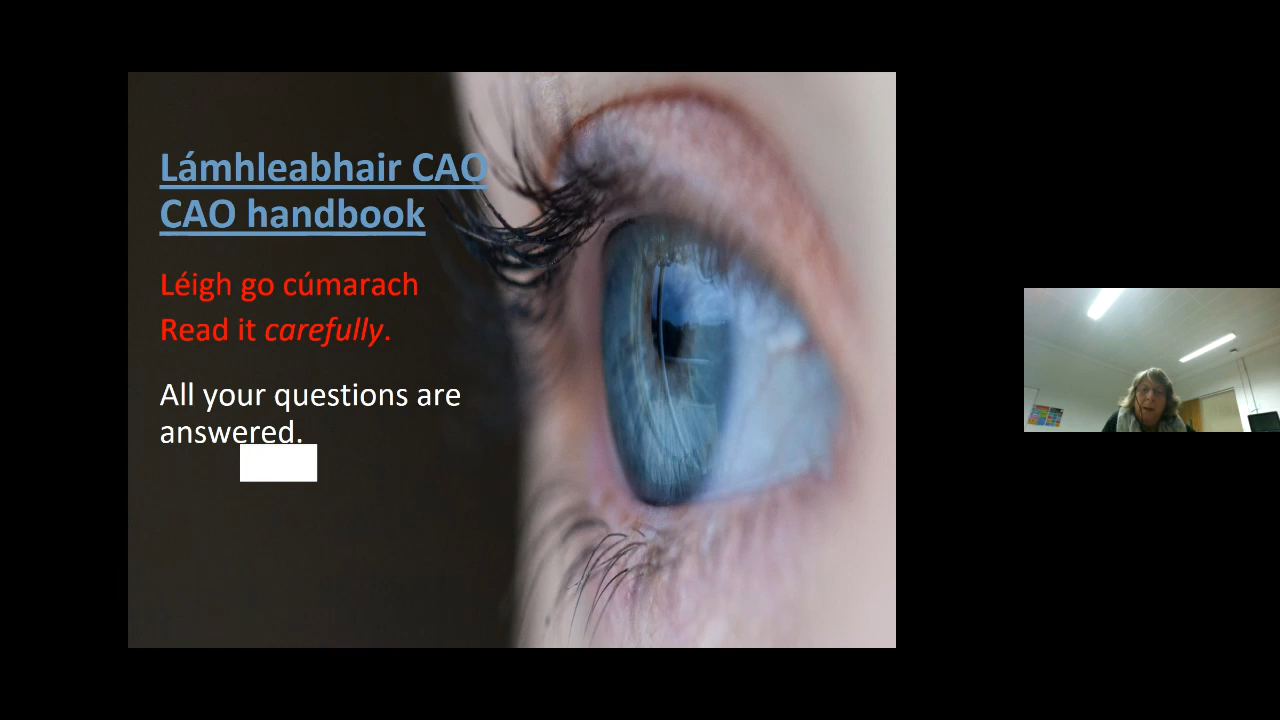 Lámhleabhair CAO
CAO handbook
Léigh go cúmarach
Read it carefully.
All your questions are
answered.